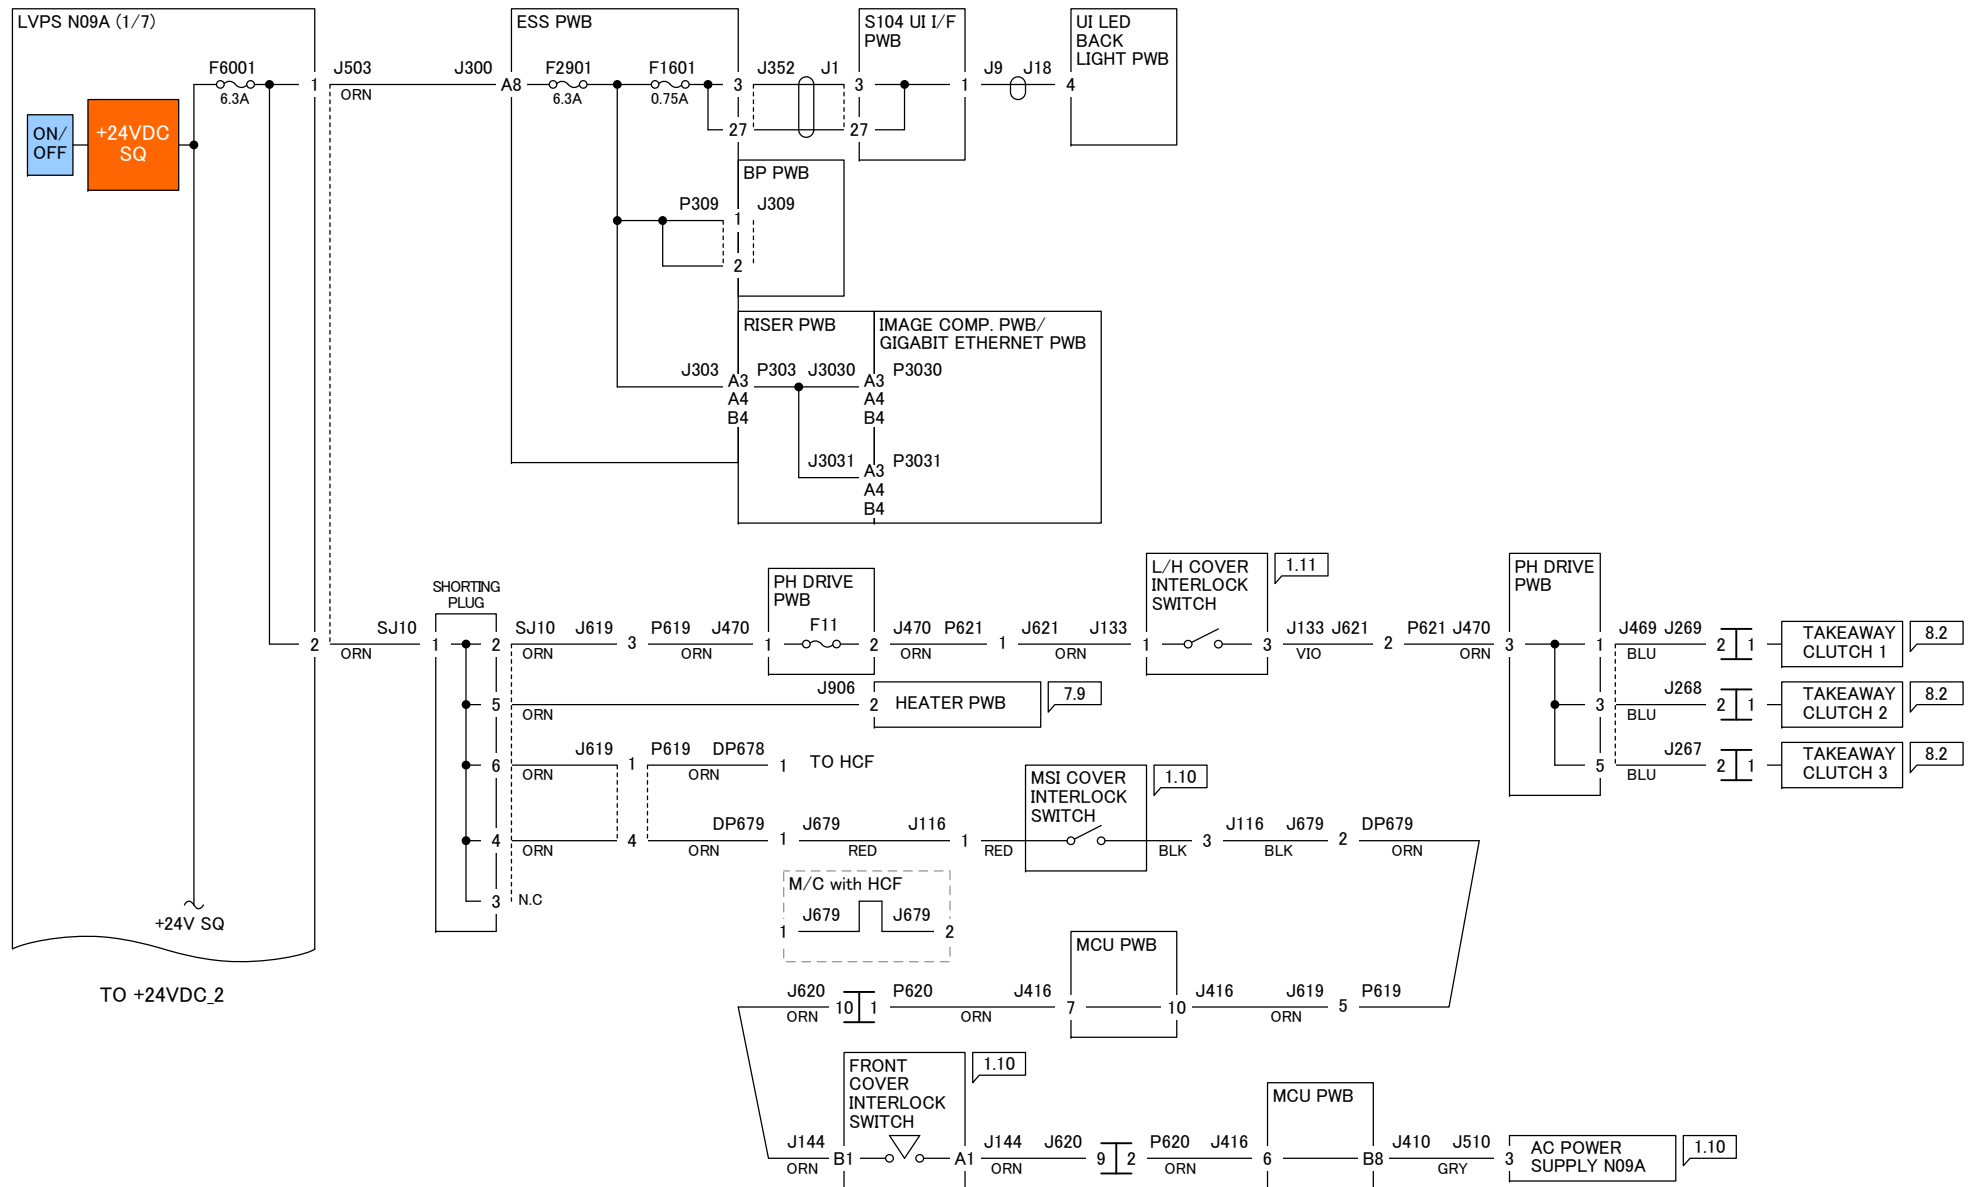 LVPS N09A (1/7)
ESS PWB
S104 UI I/F
PWB
UI LED
BACK
LIGHT PWB
F6001
6.3A
1
J503
ORN
J300
A8
F2901
6.3A
F1601
0.75A
3
J352
J1
3
1
J9
J18
4
27
27
ON/
OFF
+24VDC
SQ
BP PWB
P309
1
J309
2
RISER PWB
IMAGE COMP. PWB/
GIGABIT ETHERNET PWB
J303
A3
A4
B4
P303
J3030
A3
A4
B4
P3030
J3031
A3
A4
B4
P3031
SHORTING
PLUG
PH DRIVE
PWB
F11
L/H COVER
INTERLOCK
SWITCH
1.11
PH DRIVE
PWB
2
SJ10
ORN
1
2
SJ10
ORN
J619
3
P619
ORN
J470
1
2
J470
ORN
P621
1
J621
ORN
J133
1
3
J133
VIO
J621
2
P621
J470
ORN
3
1
J469
BLU
J269
2
1
TAKEAWAY
CLUTCH 1
8.2
5
ORN
J906
2
HEATER PWB
7.9
3
BLU
J268
2
1
TAKEAWAY
CLUTCH 2
8.2
6
ORN
J619
1
P619
ORN
DP678
1
TO HCF
5
BLU
J267
2
1
TAKEAWAY
CLUTCH 3
8.2
MSI COVER
INTERLOCK
SWITCH
1.10
4
ORN
4
ORN
DP679
1
J679
RED
J116
1
RED
BLK
3
J116
BLK
J679
2
DP679
ORN
3
N.C
M/C with HCF
1
J679
J679
2
+24V SQ
TO +24VDC_2
MCU PWB
J620
ORN
10
1
P620
ORN
J416
7
10
J416
ORN
J619
5
P619
FRONT
COVER
INTERLOCK
SWITCH
1.10
MCU PWB
J144
ORN
B1
A1
J144
ORN
J620
9
2
P620
ORN
J416
6
B8
J410
GRY
J510
3
AC POWER
SUPPLY N09A
1.10